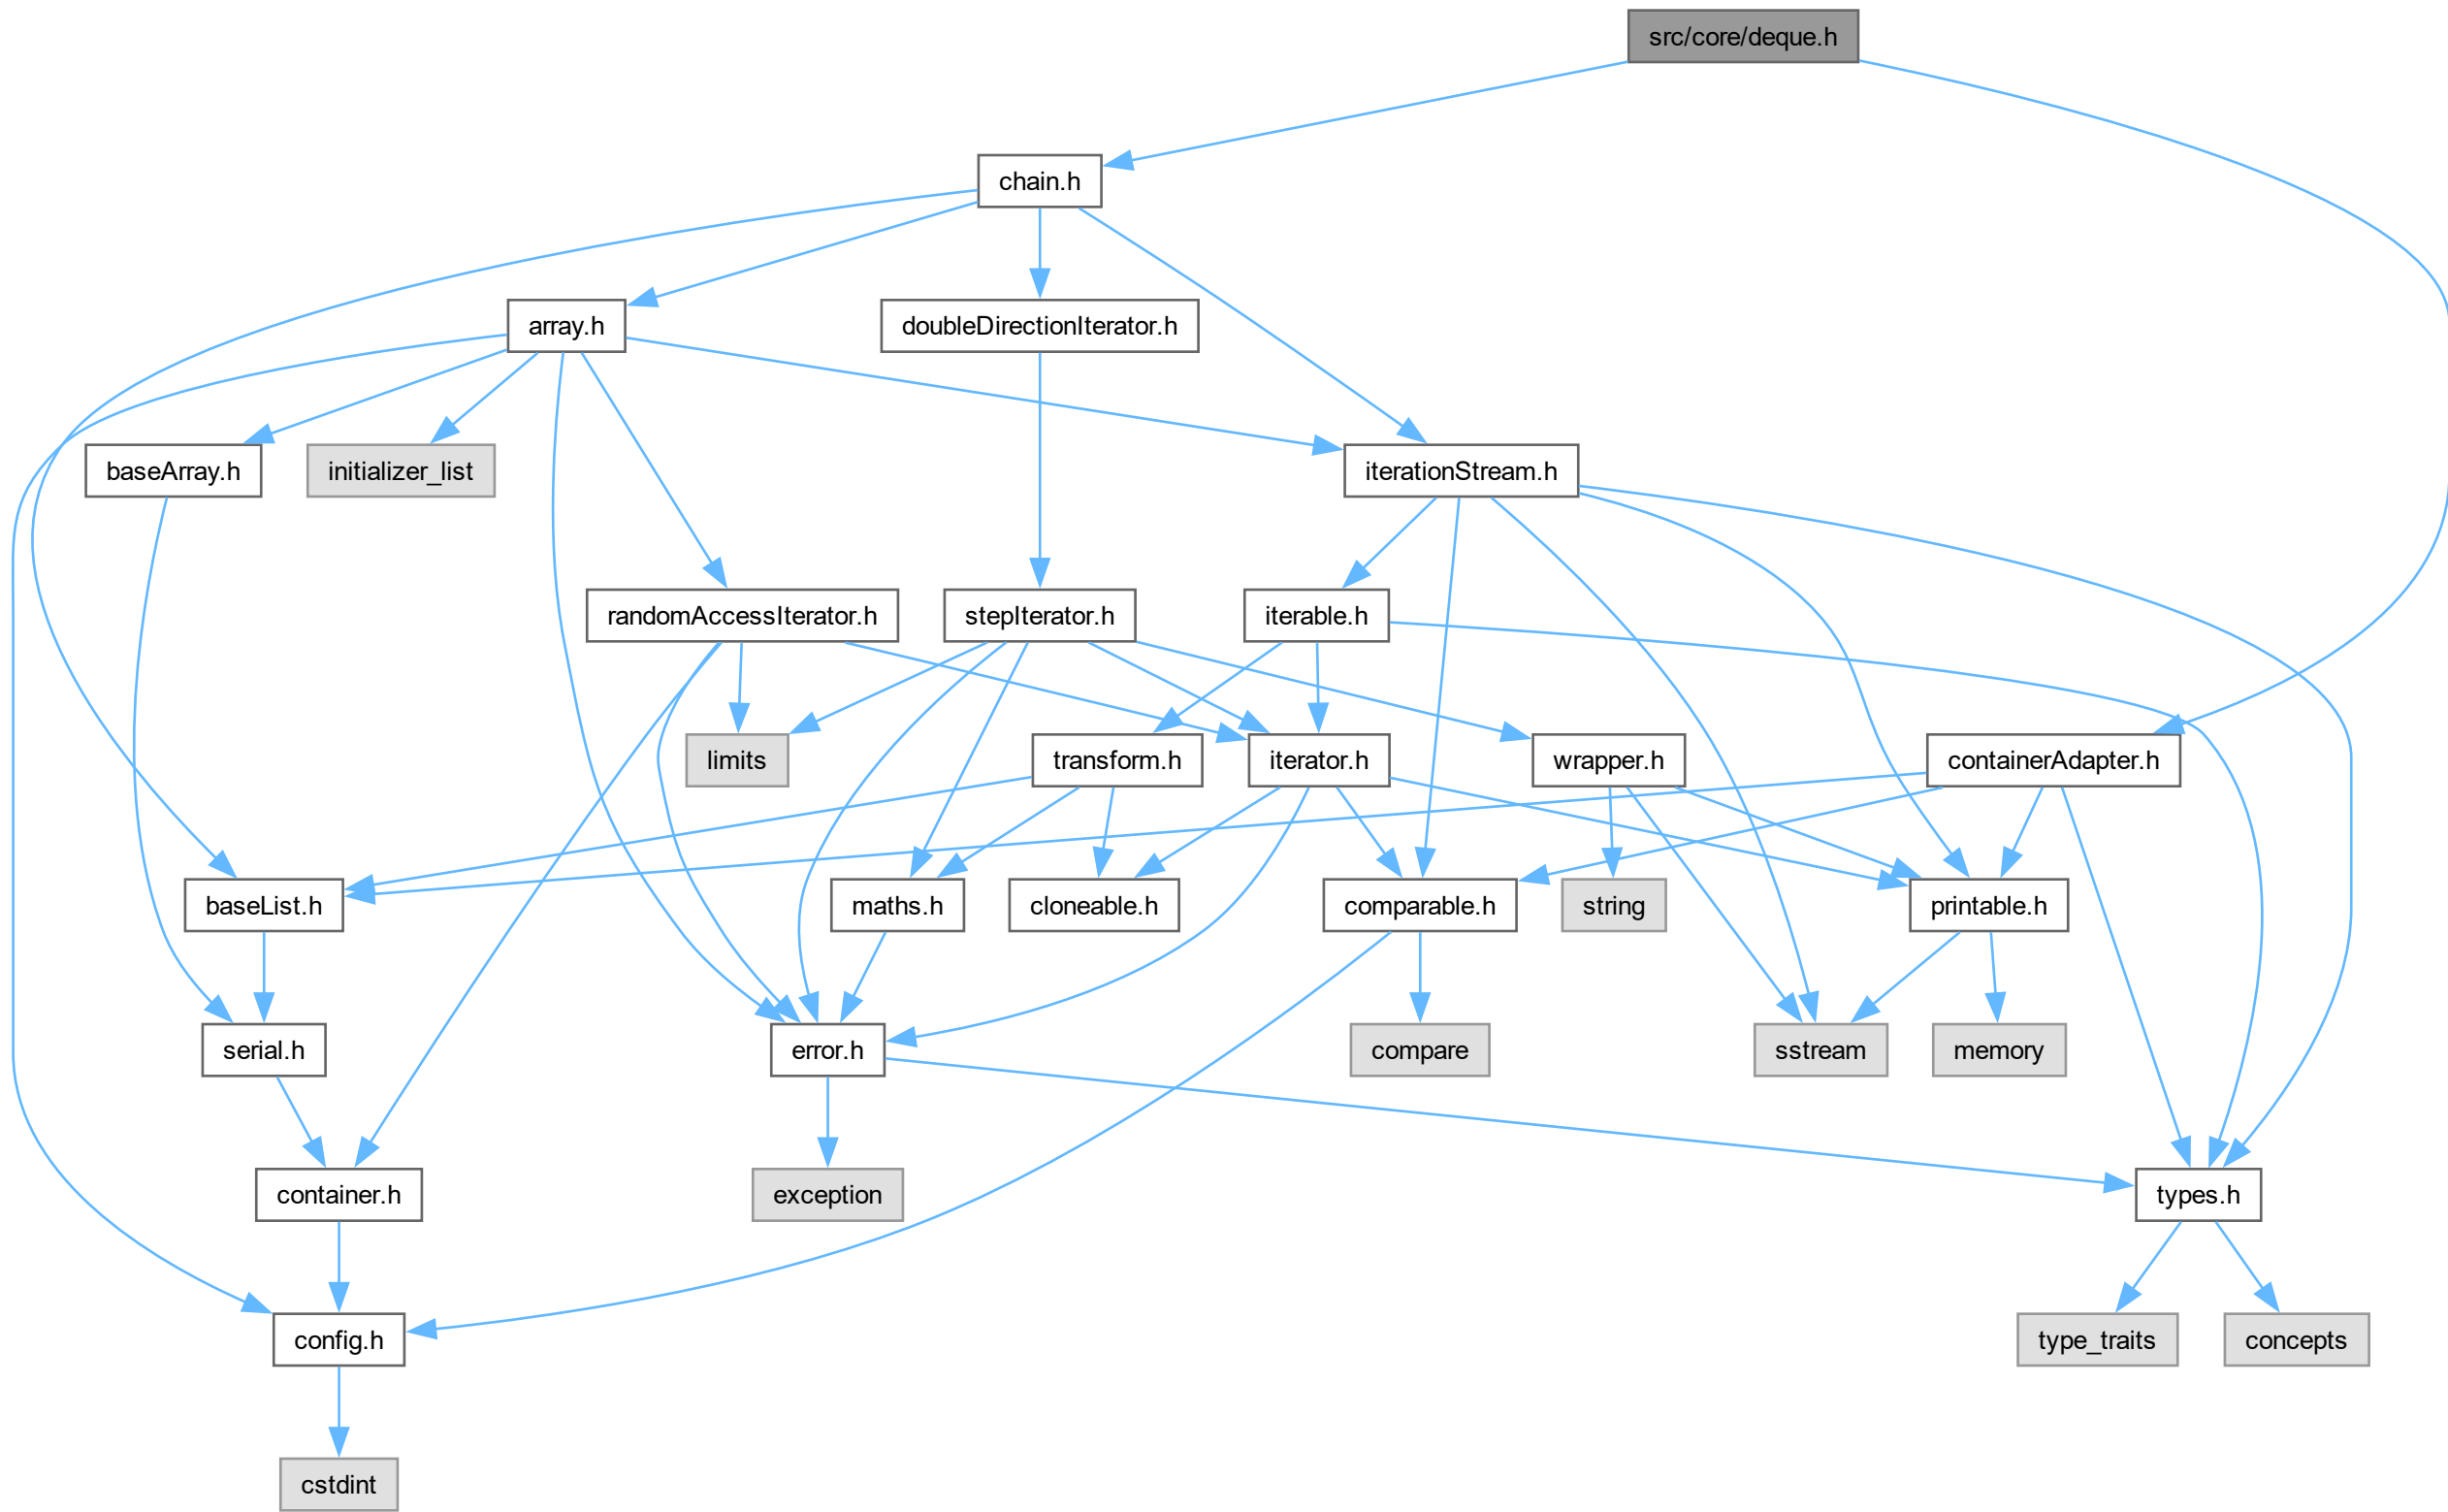 src/core/deque.h
chain.h
array.h
doubleDirectionIterator.h
baseArray.h
initializer_list
iterationStream.h
randomAccessIterator.h
stepIterator.h
iterable.h
limits
transform.h
iterator.h
wrapper.h
containerAdapter.h
baseList.h
maths.h
cloneable.h
comparable.h
string
printable.h
serial.h
error.h
compare
sstream
memory
container.h
exception
types.h
config.h
type_traits
concepts
cstdint